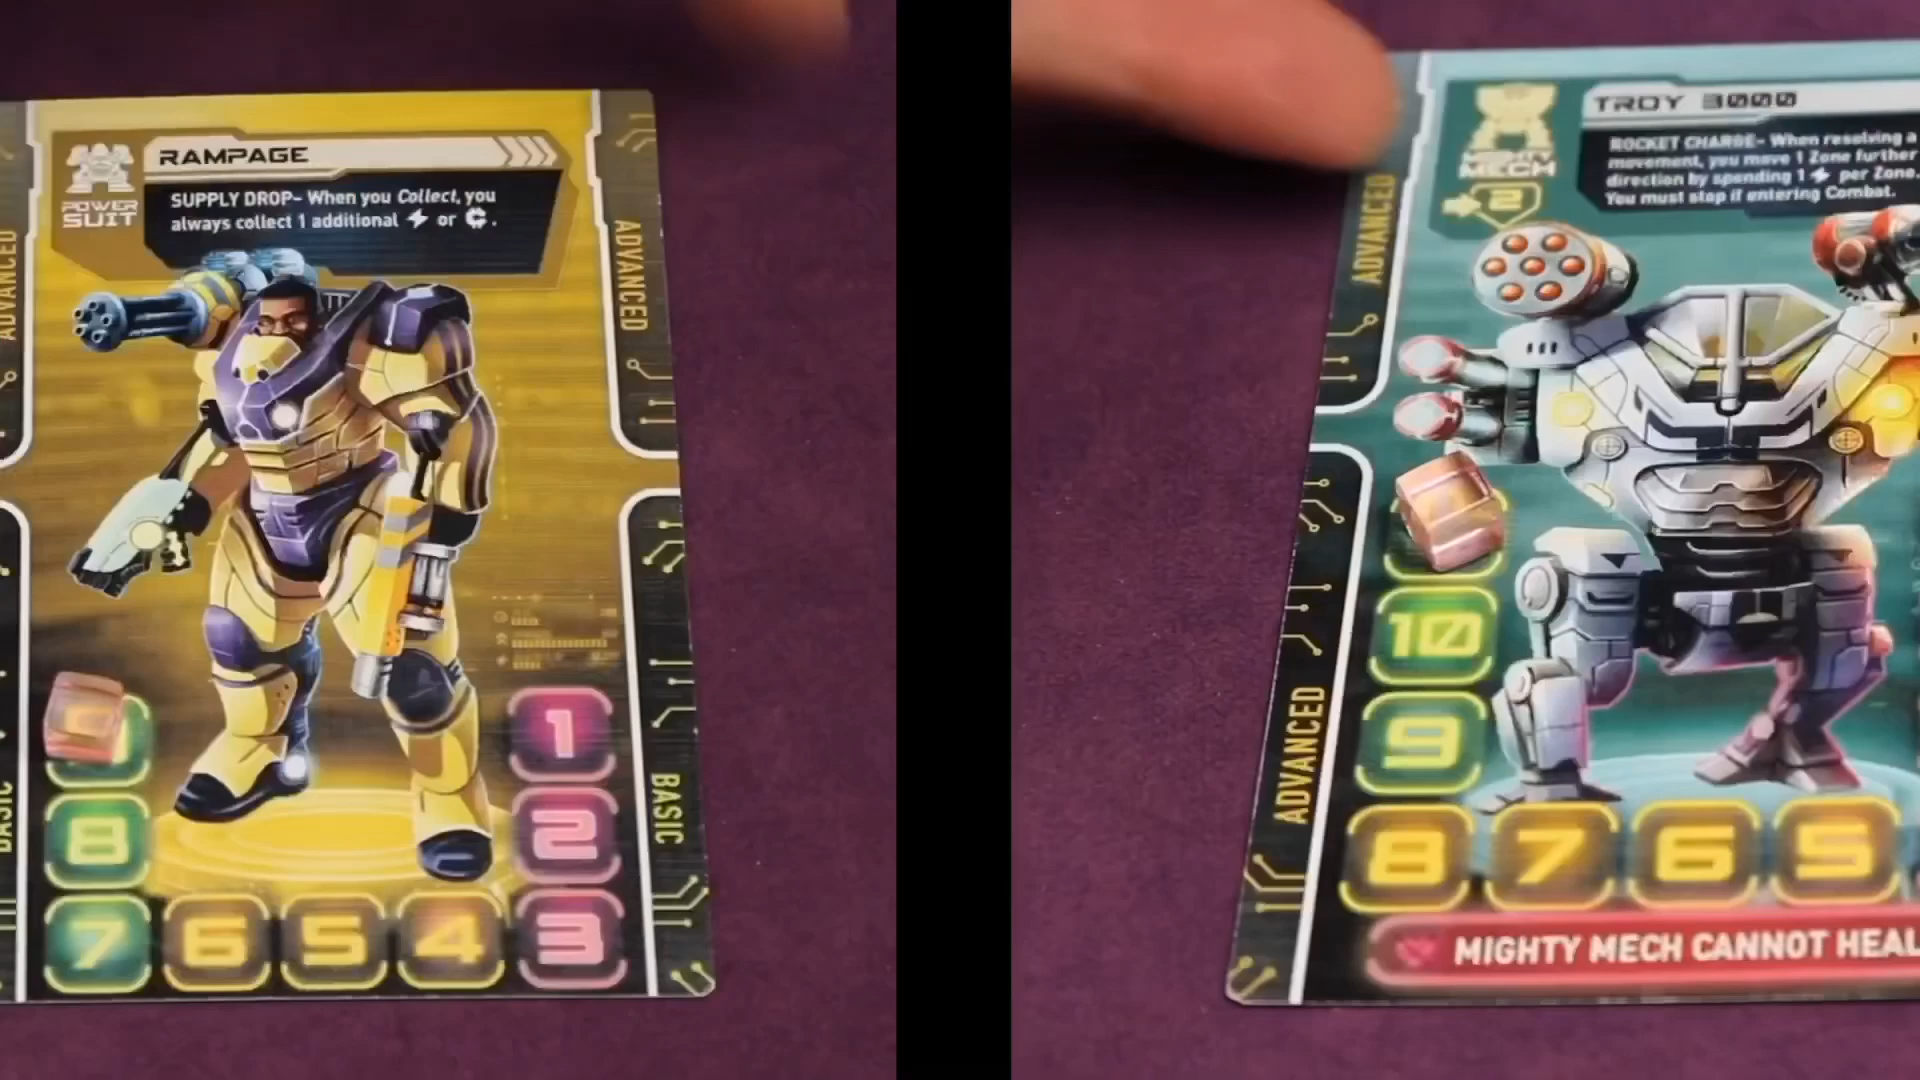 RAMPAGE
POWER
SUIT
SUPPLY DROP- When you Collect, you
always collect 1 additional or .
ADVANCED
ADVANCED
BASIC
BASIC
1
2
3
8
7
6
5
4
TROY 3000
MIGHTY
MECH
2
ROCKET CHARGE- When resolving a
movement, you move 1 Zone further
direction by spending 1 per Zone.
You must stop if entering Combat.
ADVANCED
ADVANCED
10
9
8
7
6
5
MIGHTY MECH CANNOT HEAL